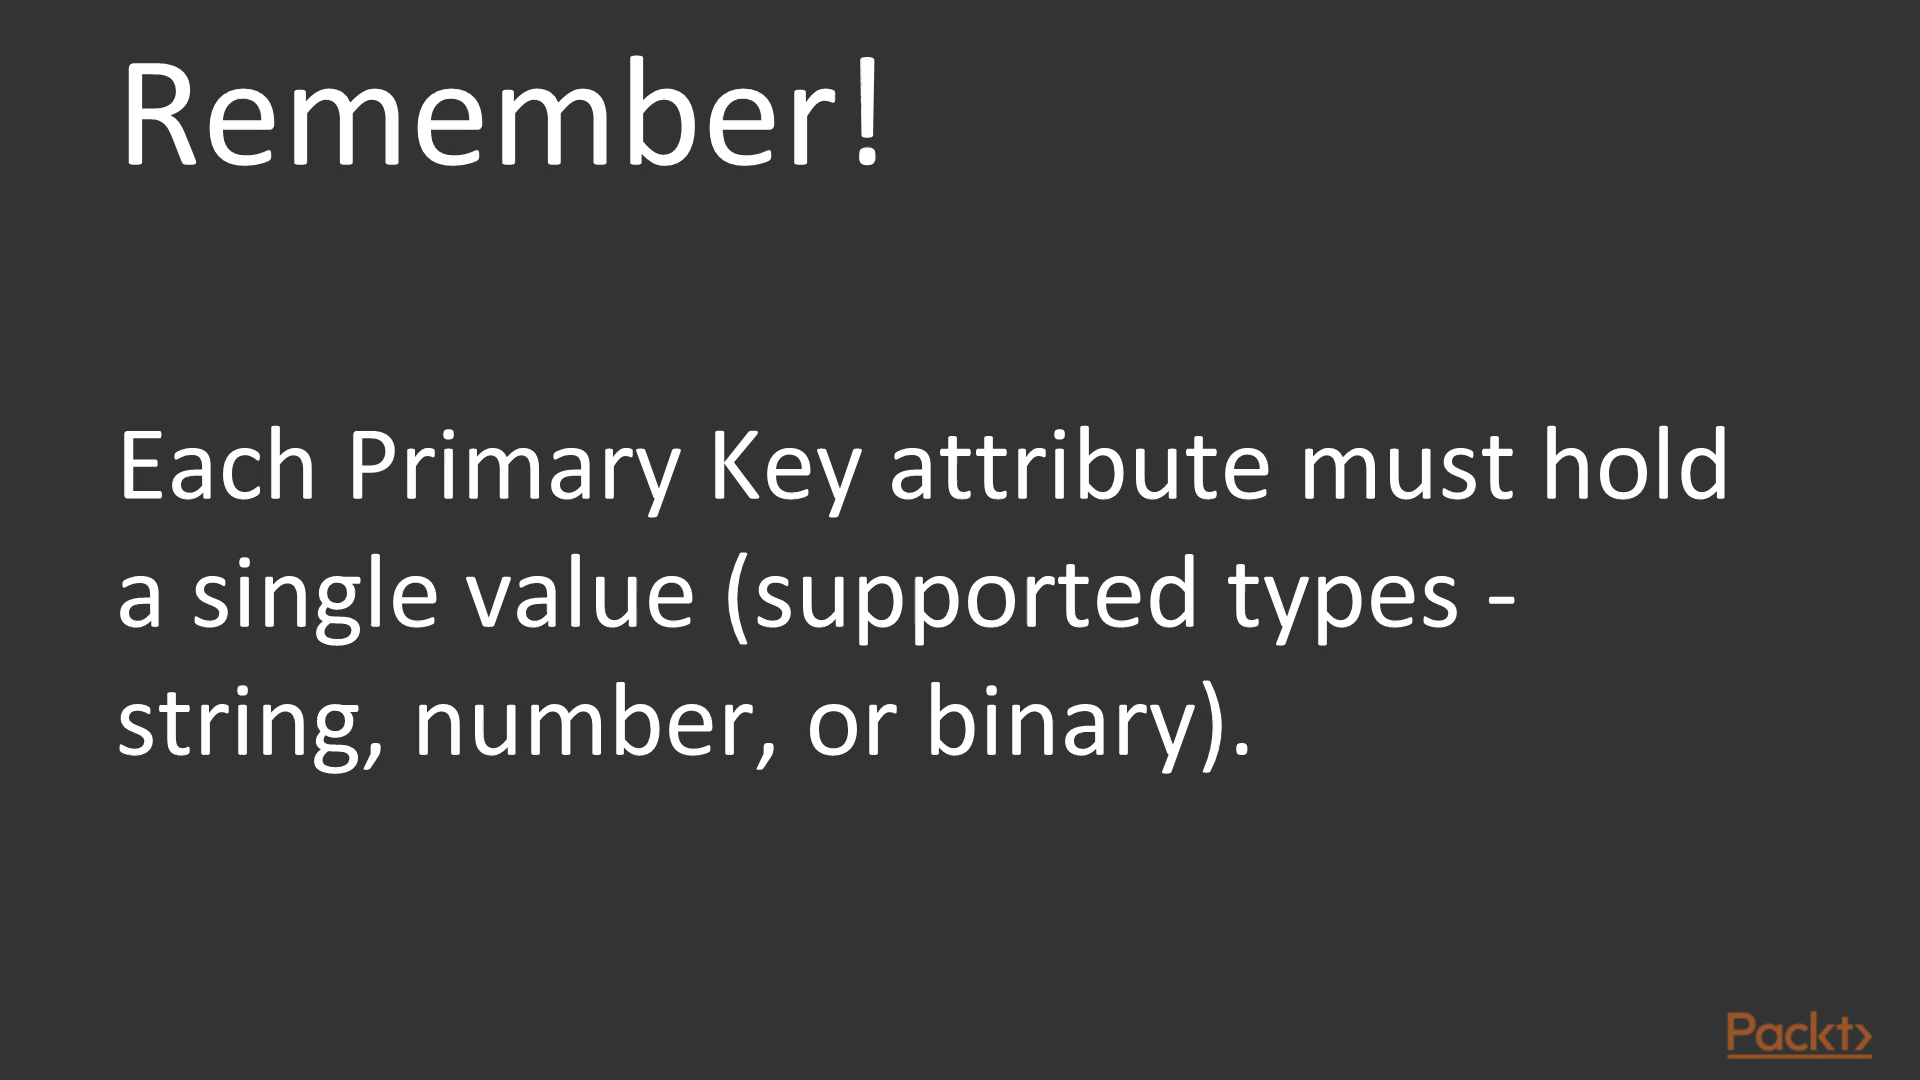 Remember!
Each Primary Key attribute must hold
a single value (supported types -
string, number, or binary).
Packt>